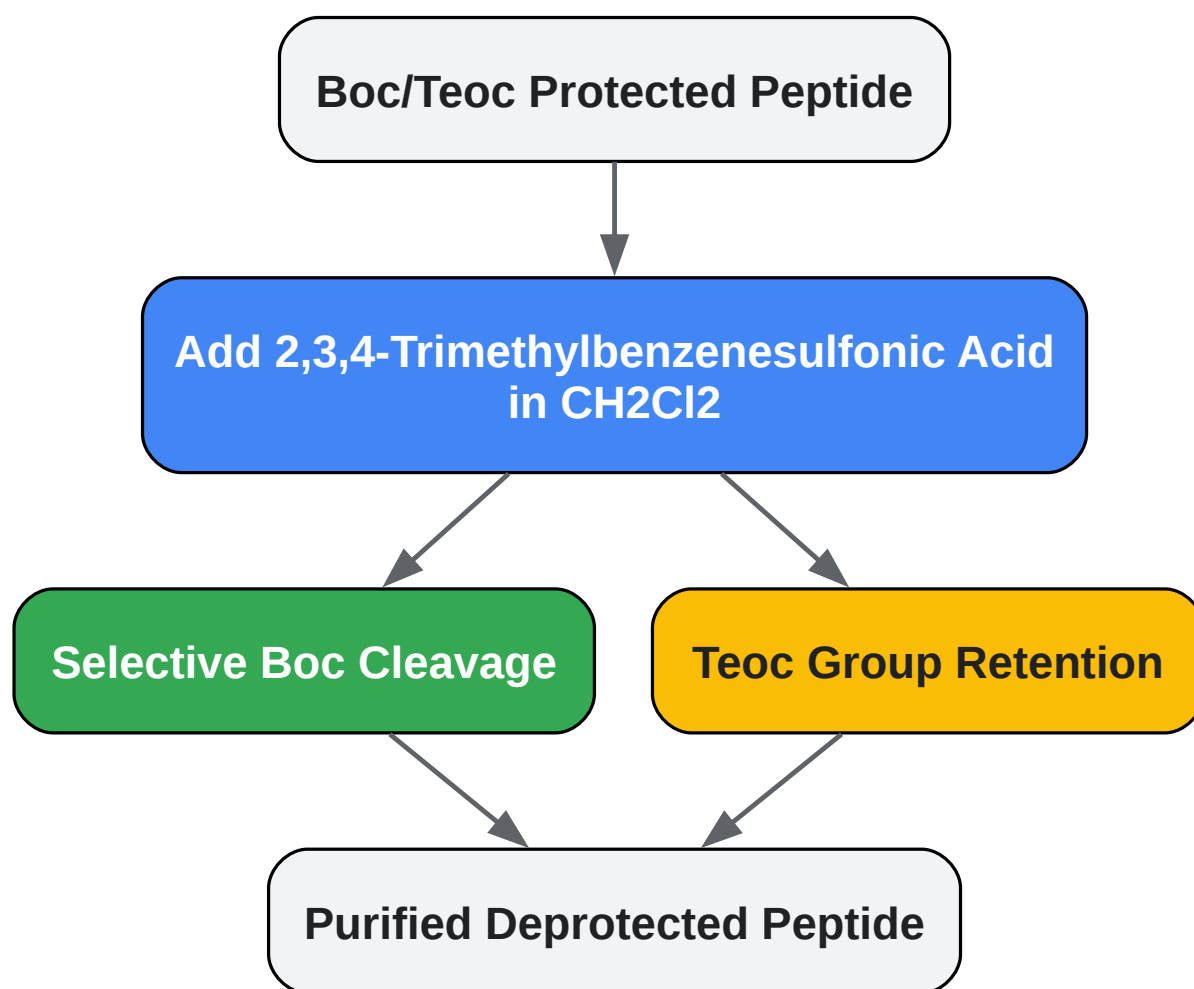 Boc/Teoc Protected Peptide
Add 2,3,4-Trimethylbenzenesulfonic Acid
in CH2Cl2
Selective Boc Cleavage
Teoc Group Retention
Purified Deprotected Peptide